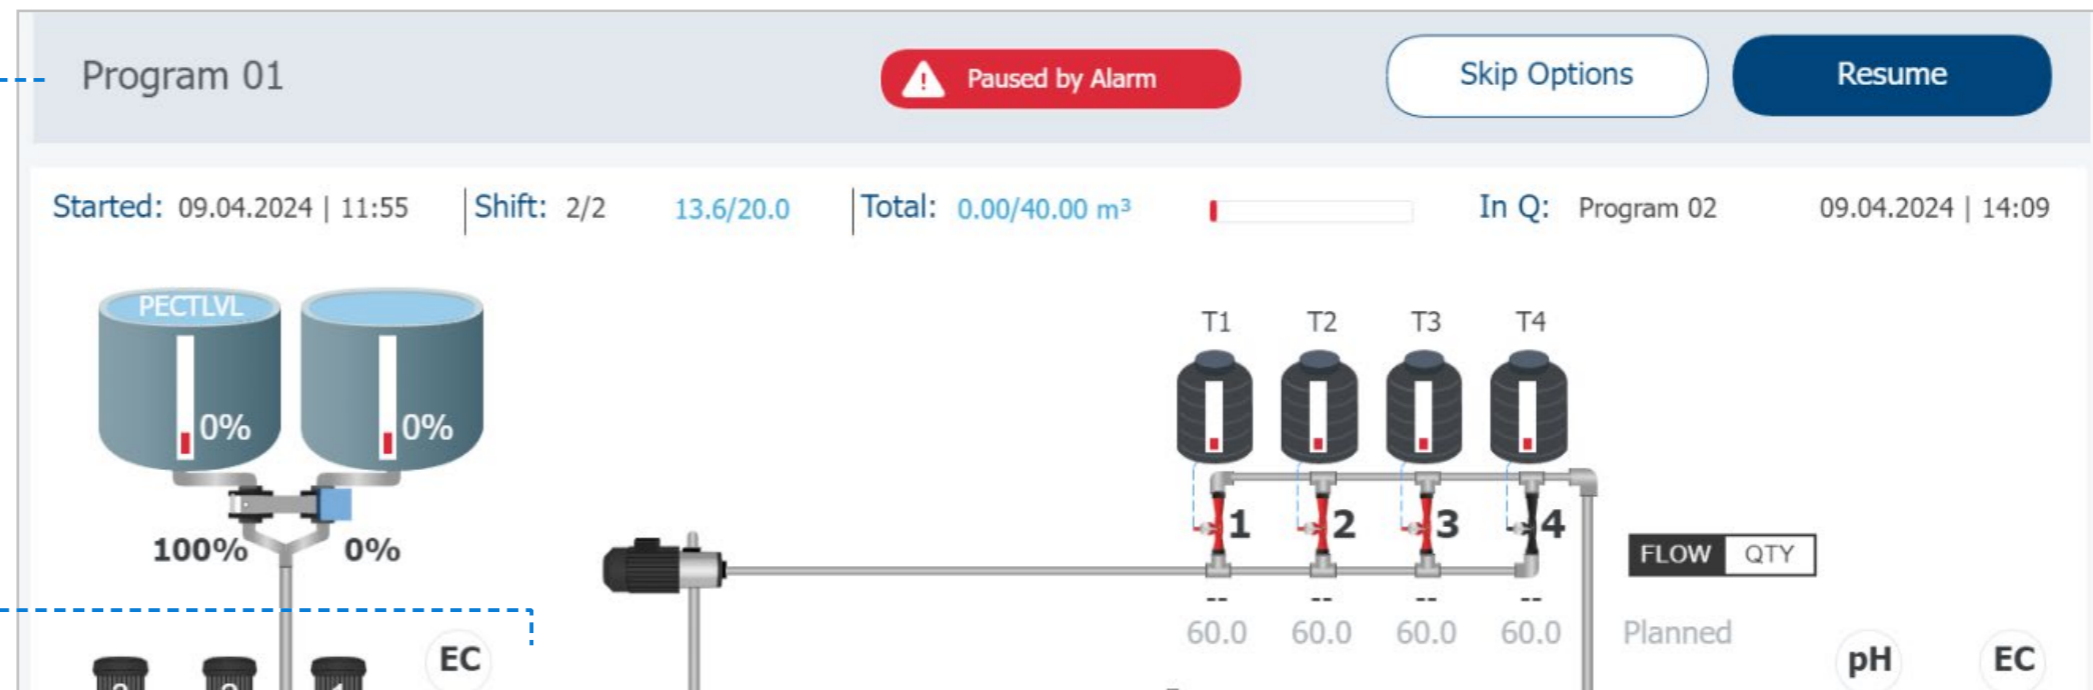 Program 01
Paused by Alarm
Skip Options
Resume
Started: 09.04.2024 | 11:55
Shift: 2/2
13.6/20.0
Total: 0.00/40.00 m³
In Q: Program 02
09.04.2024 | 14:09
PECTLVL
0%
0%
100%
0%
T1 T2 T3 T4
1 2 3 4
FLOW QTY
-- -- -- --
60.0 60.0 60.0 60.0 Planned
EC
pH
EC